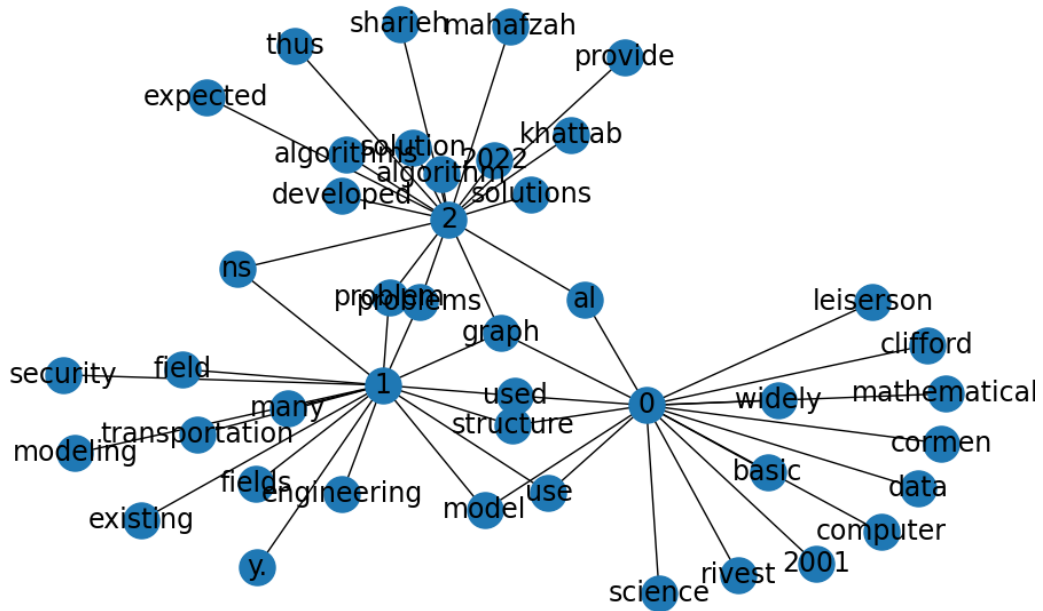 sharieh
mahafzah
thus
provide
expected
khattab
solution
algorithms
2022
algorithm
developed
solutions
2
ns
problem
problems
al
leiserson
graph
clifford
field
security
1
used
0
widely
mathematical
many
structure
transportation
cormen
modeling
basic
fields
engineering
use
data
model
existing
computer
y.
2001
rivest
science